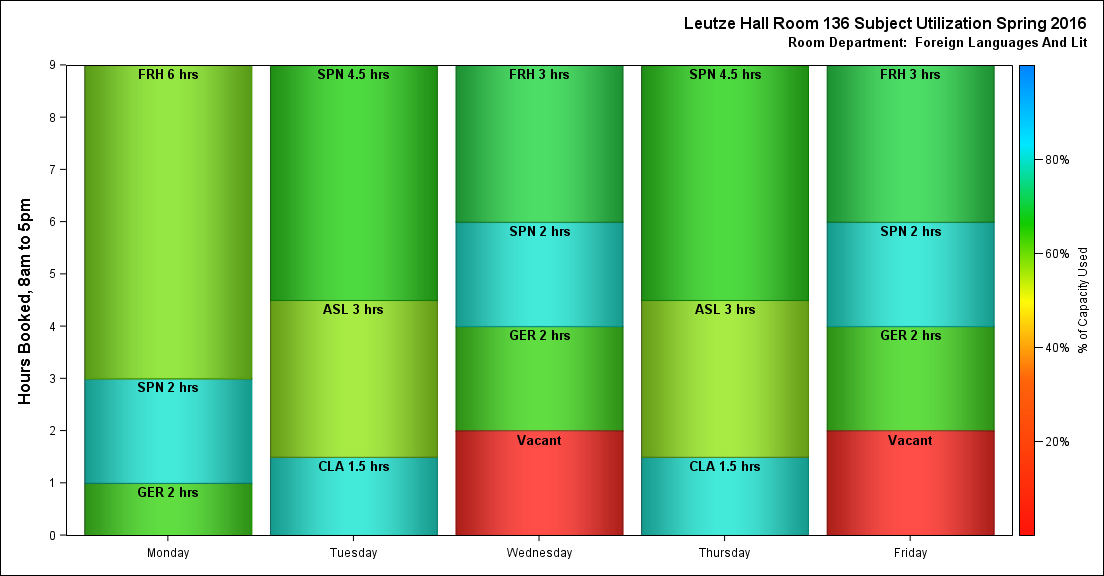 Leutze Hall Room 136 Subject Utilization Spring 2016
Room Department:  Foreign Languages And Lit
Hours Booked, 8am to 5pm
9
8
7
6
5
4
3
2
1
0
FRH 6 hrs
SPN 2 hrs
GER 2 hrs
SPN 4.5 hrs
ASL 3 hrs
CLA 1.5 hrs
FRH 3 hrs
SPN 2 hrs
GER 2 hrs
Vacant
SPN 4.5 hrs
ASL 3 hrs
CLA 1.5 hrs
FRH 3 hrs
SPN 2 hrs
GER 2 hrs
Vacant
Monday
Tuesday
Wednesday
Thursday
Friday
80%
60%
40%
20%
% of Capacity Used